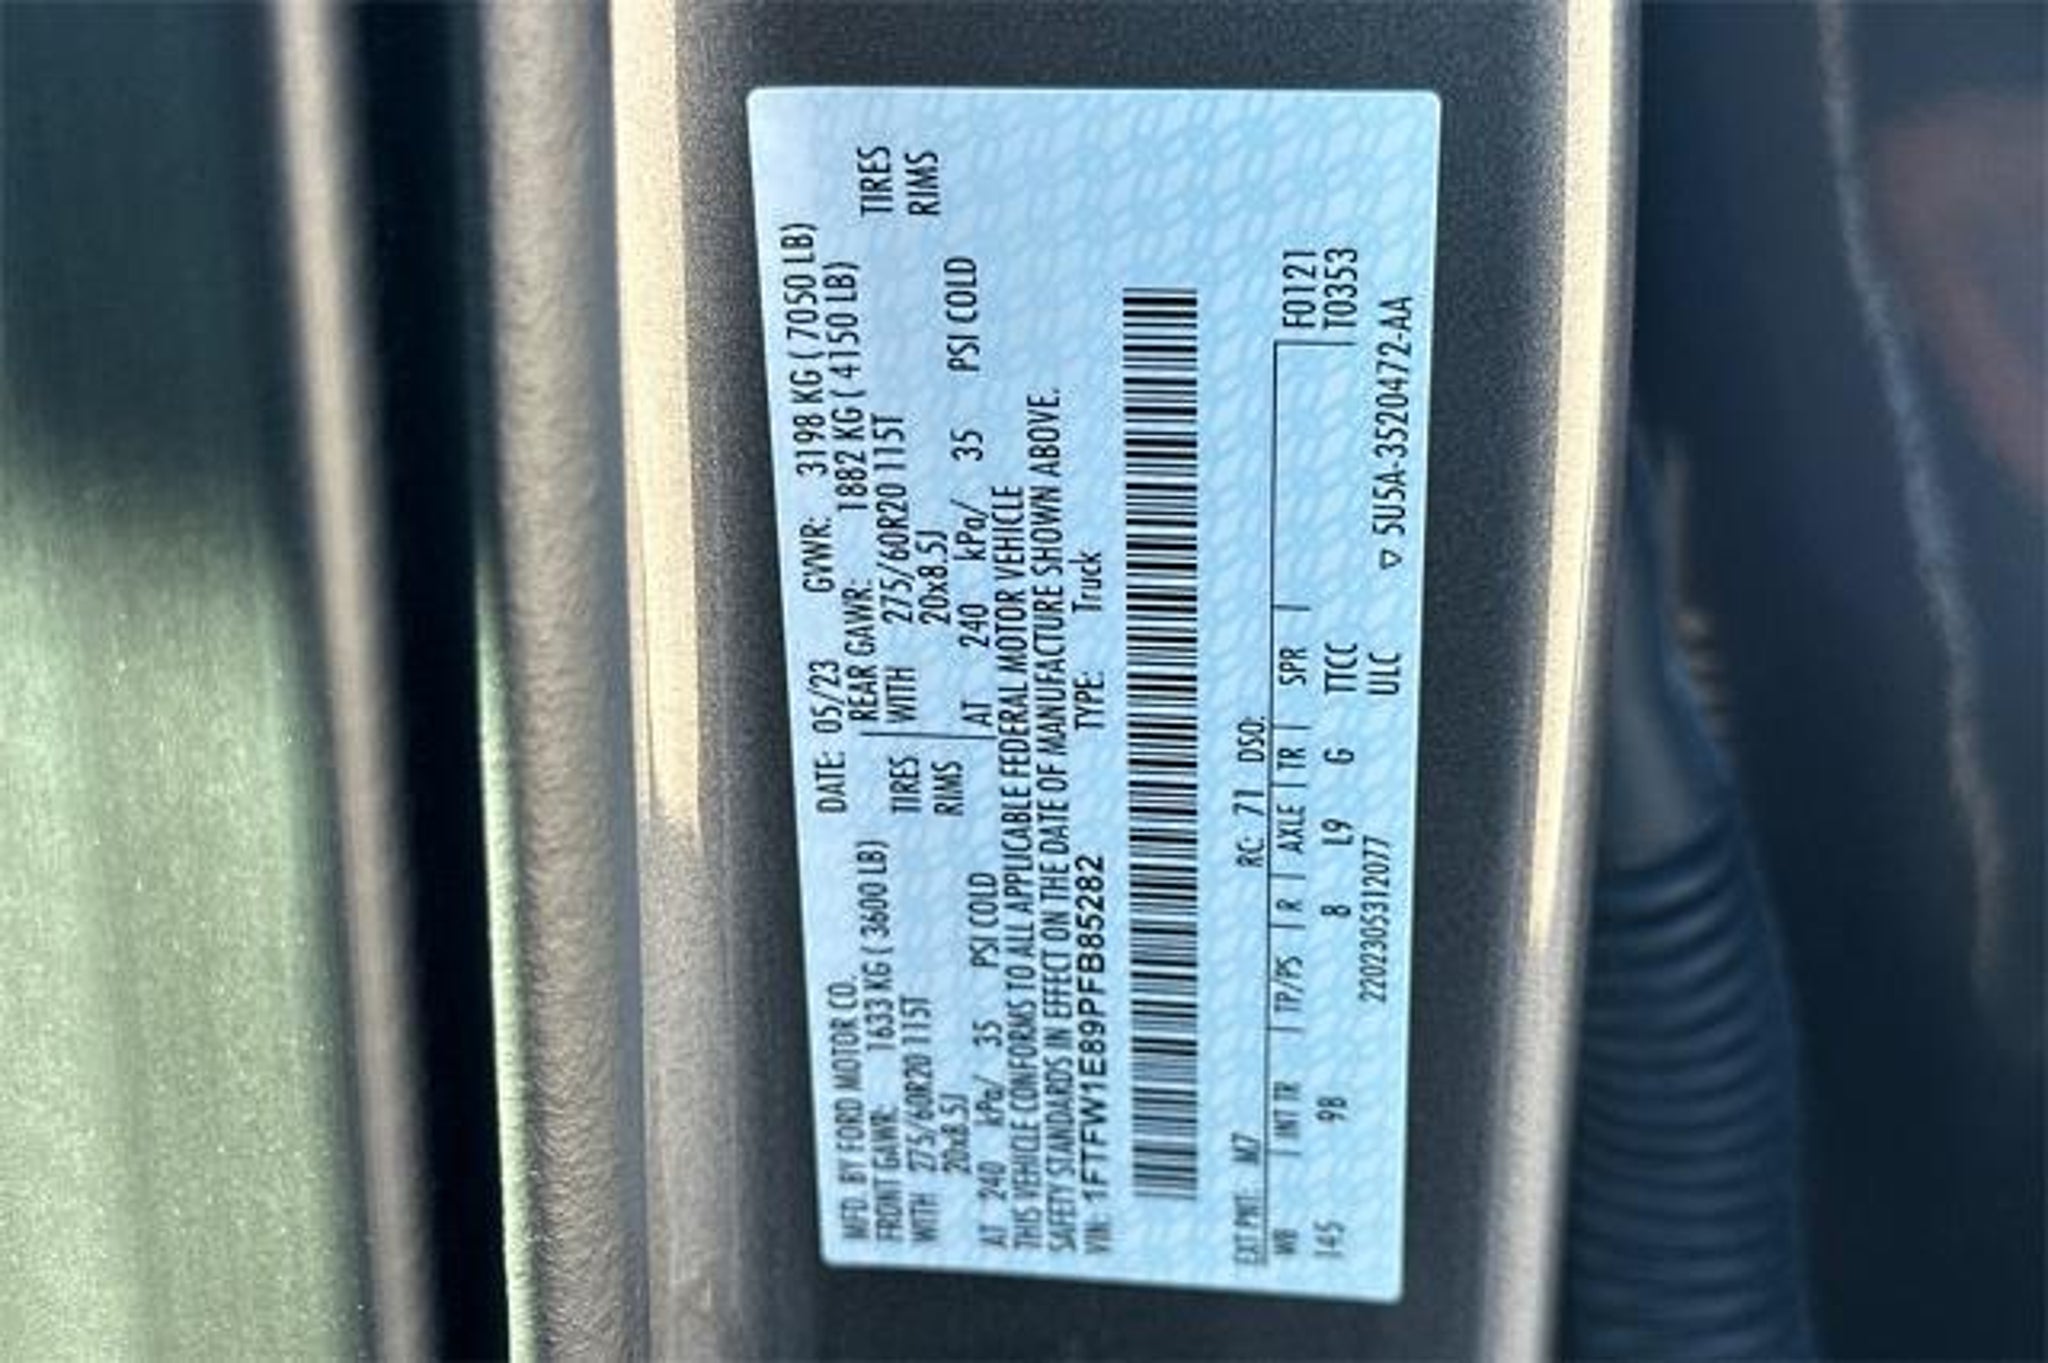 MFD. BY FORD MOTOR CO.
DATE: 05/23 GVWR: 3198 KG ( 7050 LB)
FRONT GAWR: 1633 KG ( 3600 LB) REAR GAWR: 1882 KG ( 4150 LB)
WITH 275/60R20 115T TIRES WITH 275/60R20 115T TIRES
20x8.5J RIMS 20x8.5J RIMS
AT 240 kPa/ 35 PSI COLD AT 240 kPa/ 35 PSI COLD
THIS VEHICLE CONFORMS TO ALL APPLICABLE FEDERAL MOTOR VEHICLE
SAFETY STANDARDS IN EFFECT ON THE DATE OF MANUFACTURE SHOWN ABOVE.
VIN: 1FTFW1E89PFB85282 TYPE: Truck
EXT PNT: M7 RC: 71 DSO:
WB INT TR TP/PS R AXLE TR SPR F0121
145 9B 8 L9 G TTCC T0353
2202305312077 ULC ▽ 5U5A-3520472-AA